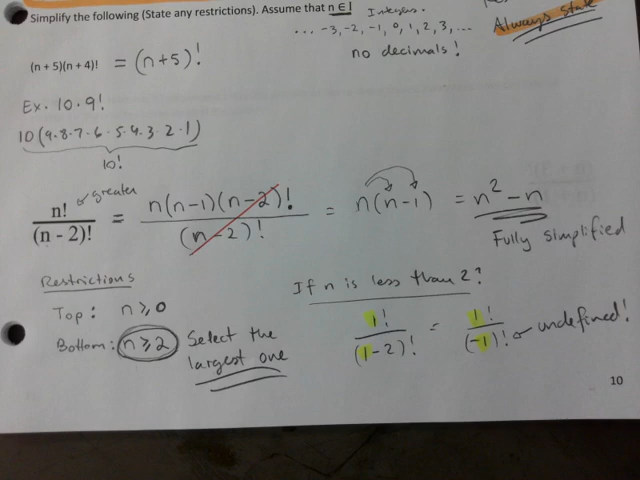 Simplify the following (State any restrictions). Assume that n ∈ I
Integers.
... -3, -2, -1, 0, 1, 2, 3, ...
no decimals!
Always State
(n + 5)(n + 4)! = (n+5)!
Ex. 10·9!
10(9·8·7·6·5·4·3·2·1)
10!
n! greater / (n - 2)! = n(n-1)(n-2)! / (n-2)! = n(n-1) = n² - n
Fully Simplified
Restrictions
Top: n ≥ 0
Bottom: n ≥ 2 Select the
largest one
If n is less than 2?
1! / (1-2)! = 1! / (-1)! undefined!
10